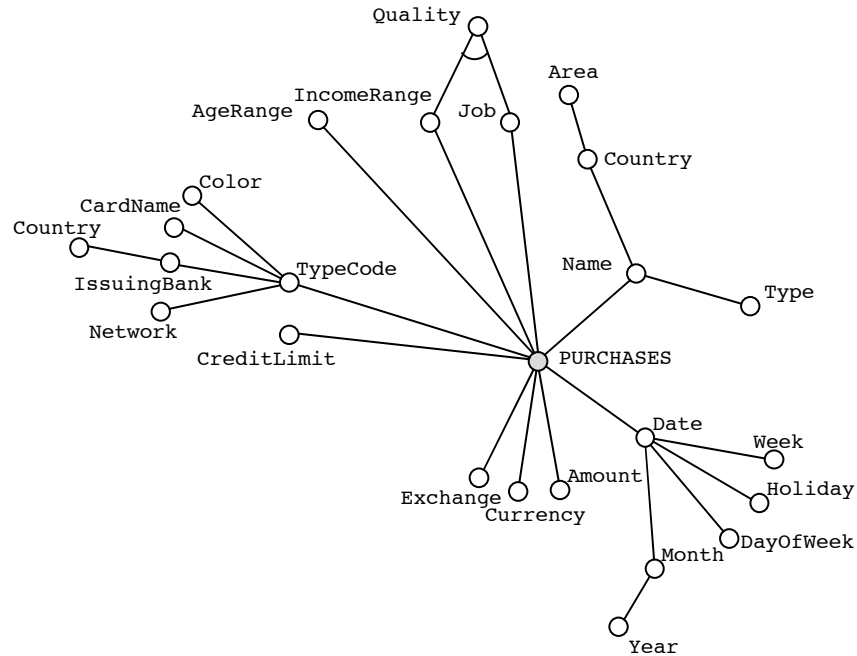 Quality
Area
IncomeRange
AgeRange
Job
Country
Color
CardName
Country
Name
TypeCode
IssuingBank
Type
Network
CreditLimit
PURCHASES
Date
Week
Amount
Holiday
Exchange
Currency
DayOfWeek
Month
Year